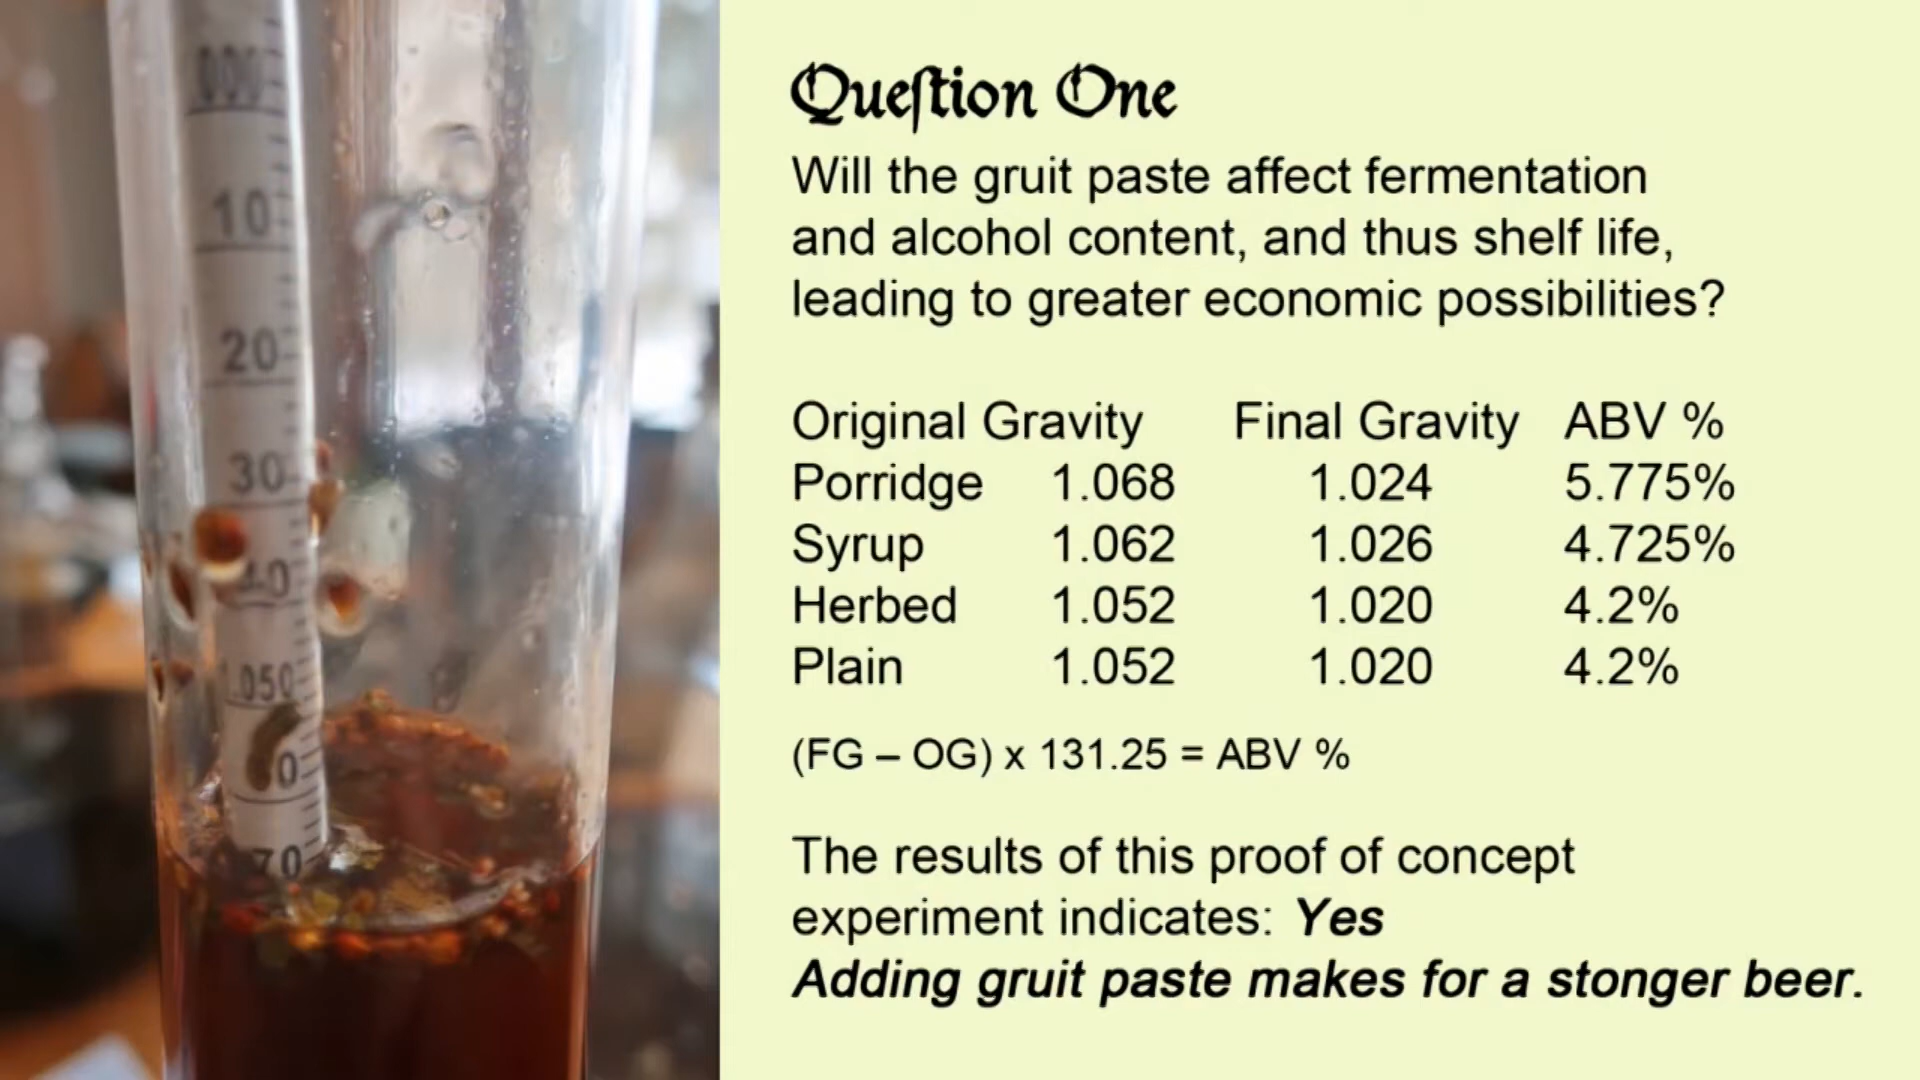 000
10
20
30
40
1.050
0
70
Queſtion One
Will the gruit paste affect fermentation
and alcohol content, and thus shelf life,
leading to greater economic possibilities?
Original Gravity Final Gravity ABV %
Porridge 1.068 1.024 5.775%
Syrup 1.062 1.026 4.725%
Herbed 1.052 1.020 4.2%
Plain 1.052 1.020 4.2%
(FG – OG) x 131.25 = ABV %
The results of this proof of concept
experiment indicates: Yes
Adding gruit paste makes for a stonger beer.